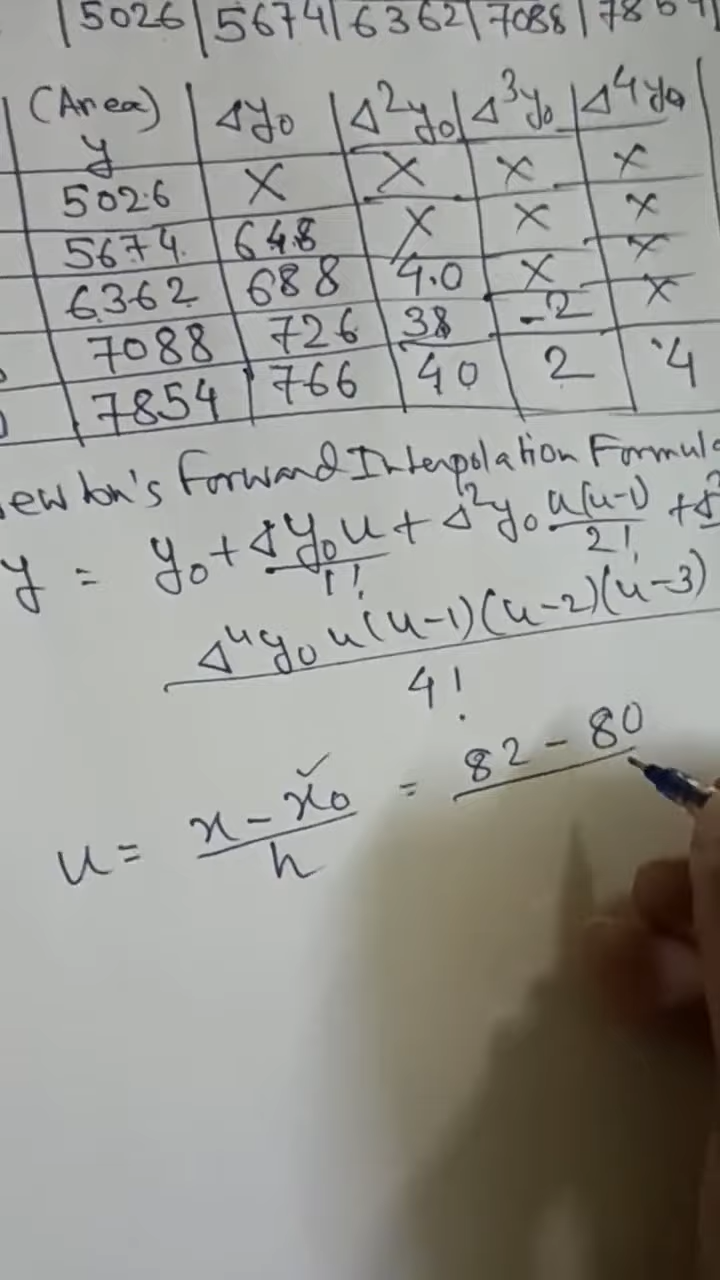 5026 | 5674 | 6362 | 7088 | 785
(Area) y | Δy₀ | Δ²y₀ | Δ³y₀ | Δ⁴y₀
5026 | X | X | X | X
5674 | 648 | X | X | X
6362 | 688 | 40 | X | X
7088 | 726 | 38 | -2 | X
7854 | 766 | 40 | 2 | 4
ewton's Forward Interpolation Formula
y = y₀ + Δy₀u/1! + Δ²y₀ u(u-1)/2! +
Δ⁴y₀ u(u-1)(u-2)(u-3)/4!
u = x - x₀/h = 82 - 80